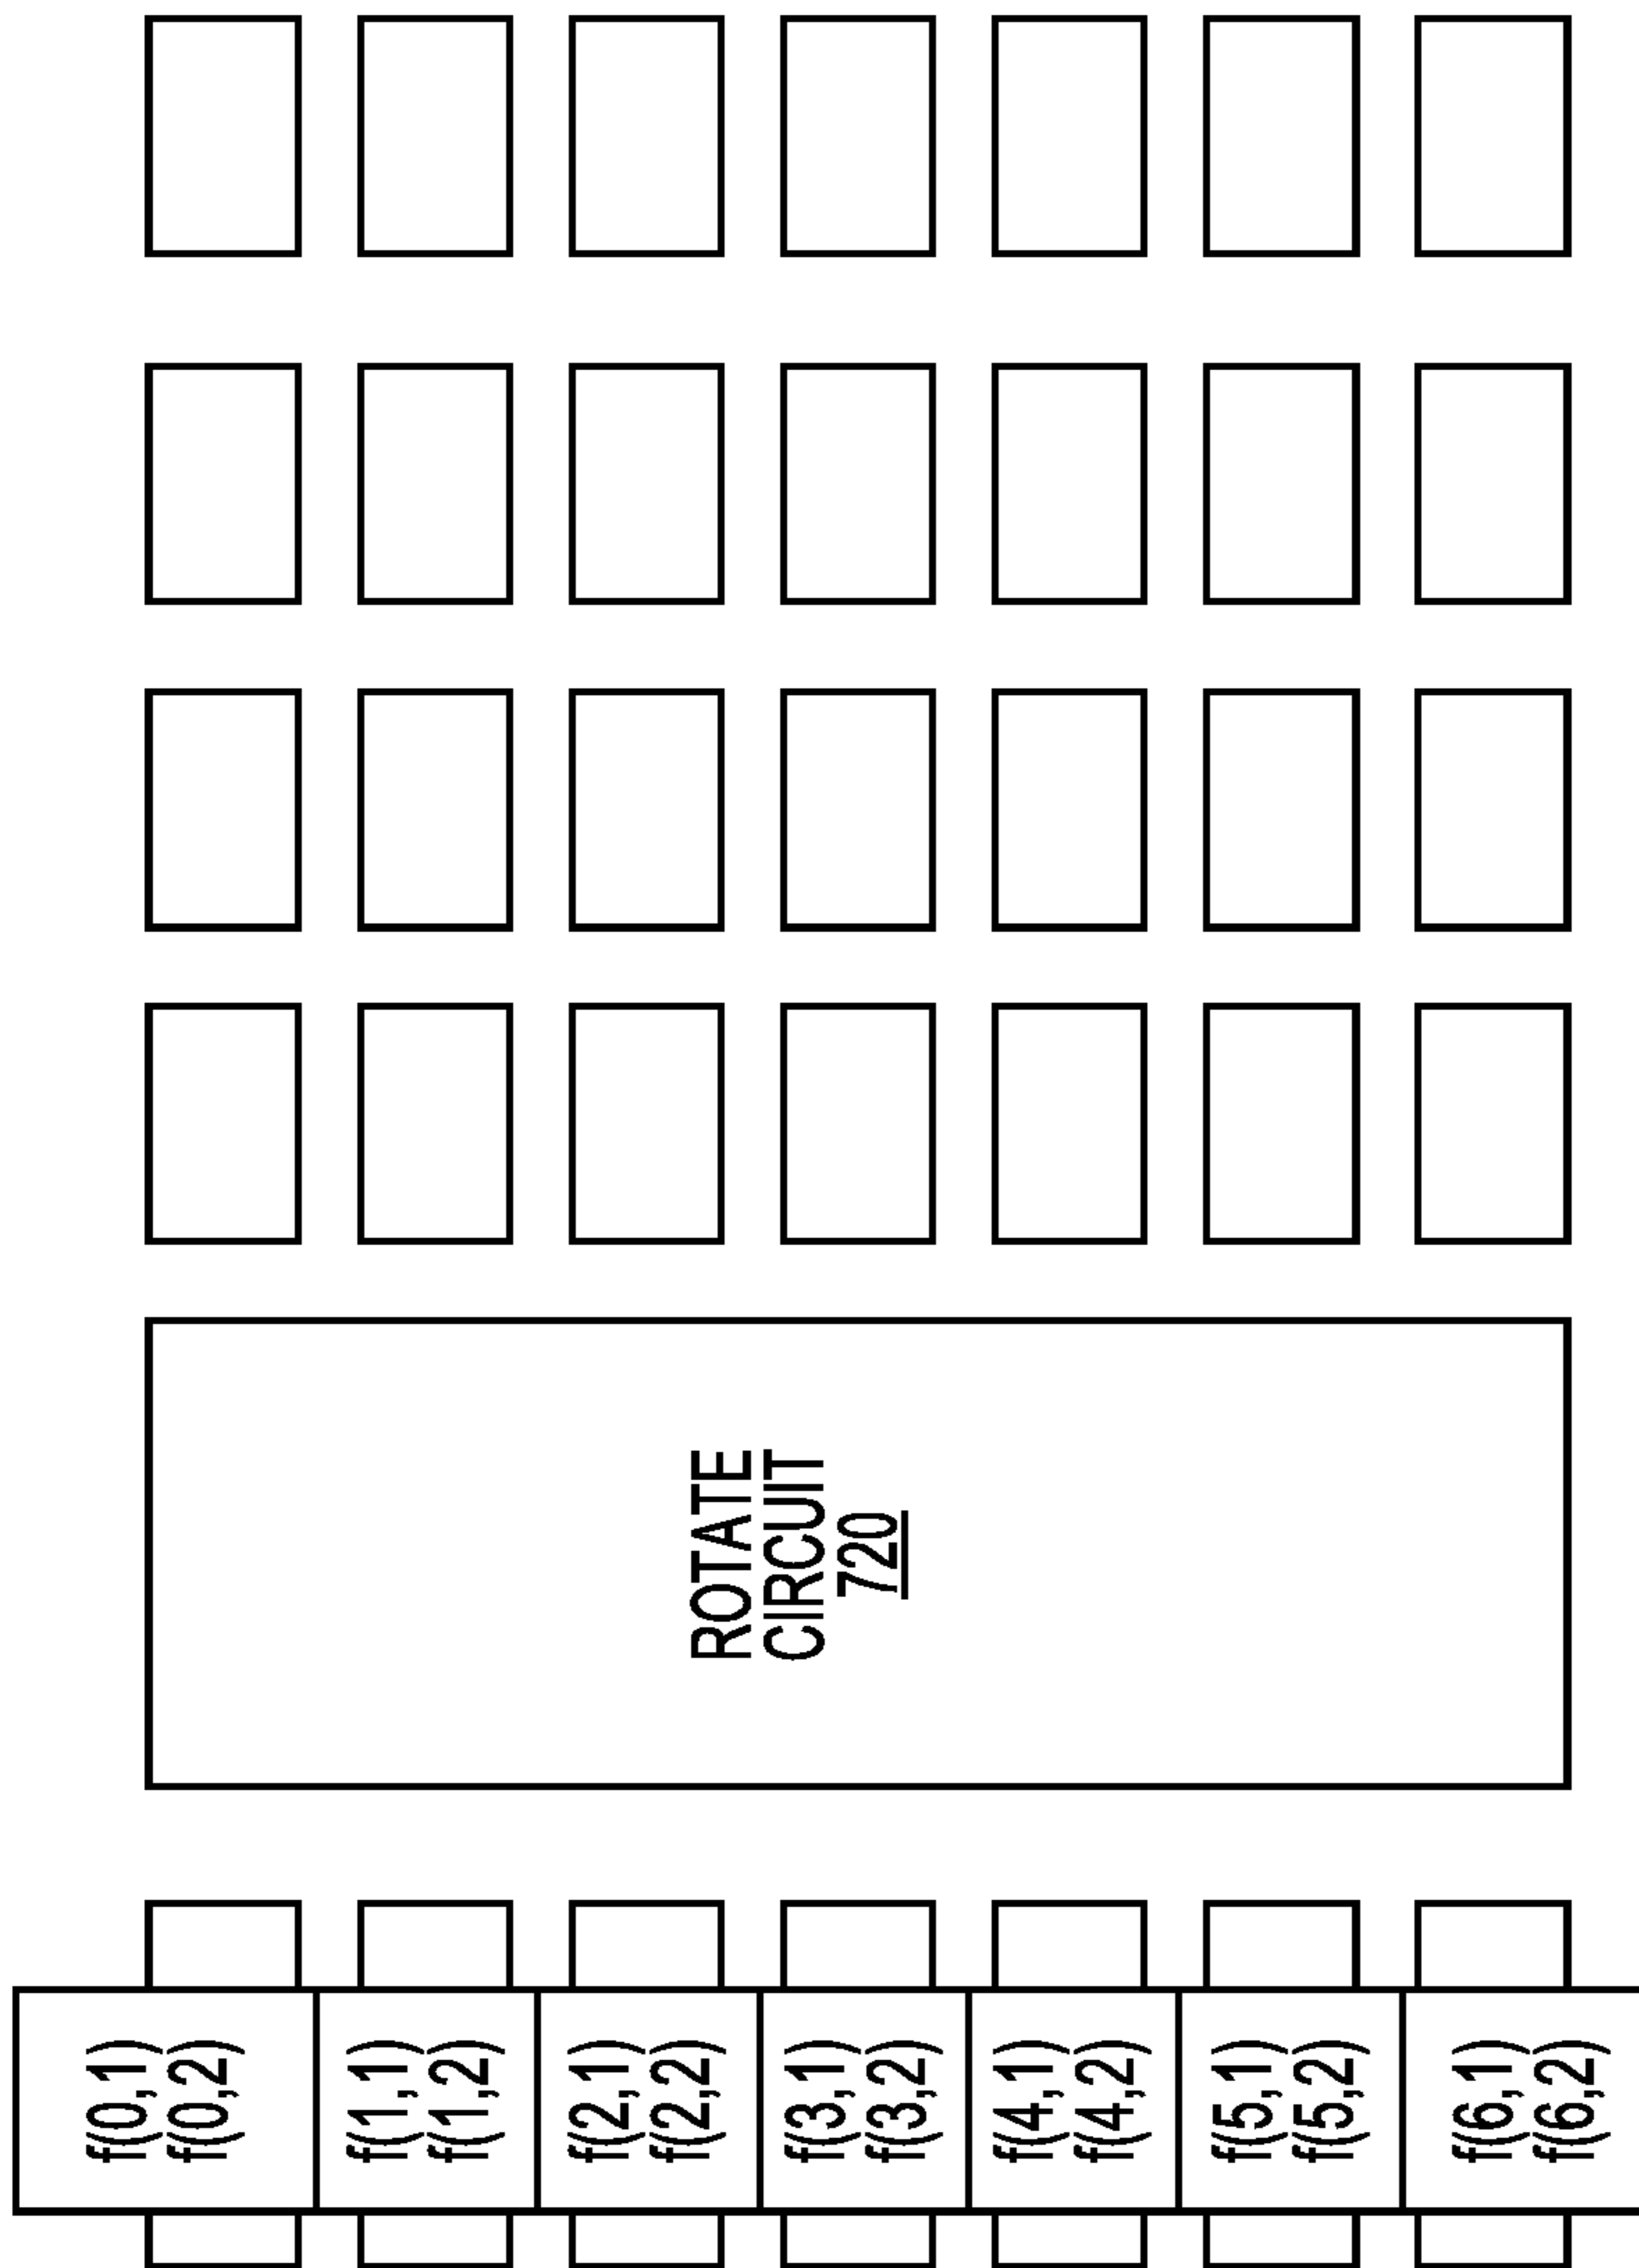 ROTATE
CIRCUIT
720
f(0,1)
f(0,2)
f(1,1)
f(1,2)
f(2,1)
f(2,2)
f(3,1)
f(3,2)
f(4,1)
f(4,2)
f(5,1)
f(5,2)
f(6,1)
f(6,2)